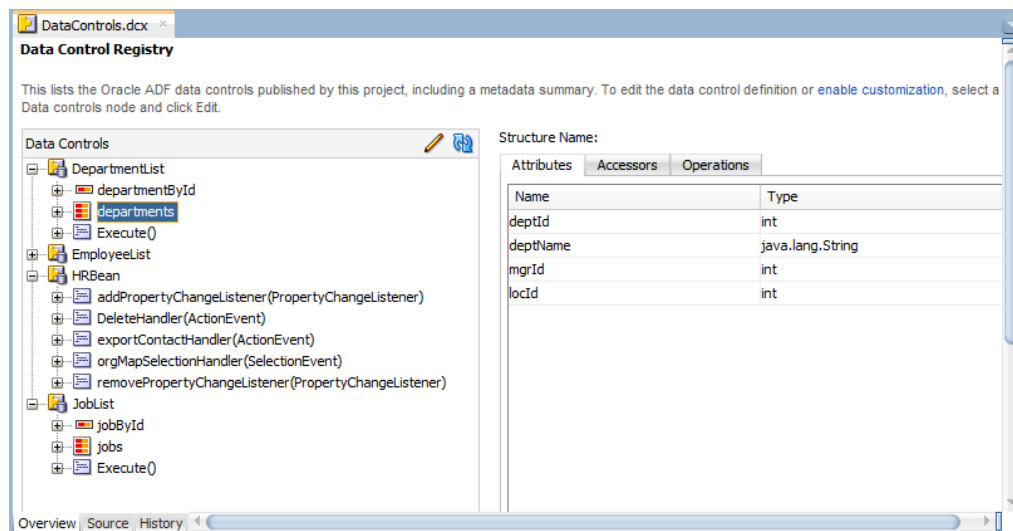 DataControls.dcx
Data Control Registry
This lists the Oracle ADF data controls published by this project, including a metadata summary. To edit the data control definition or enable customization, select a
Data controls node and click Edit.
Data Controls
DepartmentList
departmentById
departments
Execute()
EmployeeList
HRBean
addPropertyChangeListener(PropertyChangeListener)
DeleteHandler(ActionEvent)
exportContactHandler(ActionEvent)
orgMapSelectionHandler(SelectionEvent)
removePropertyChangeListener(PropertyChangeListener)
JobList
jobById
jobs
Execute()
Structure Name:
Attributes Accessors Operations
Name Type
deptId int
deptName java.lang.String
mgrId int
locId int
Overview Source History